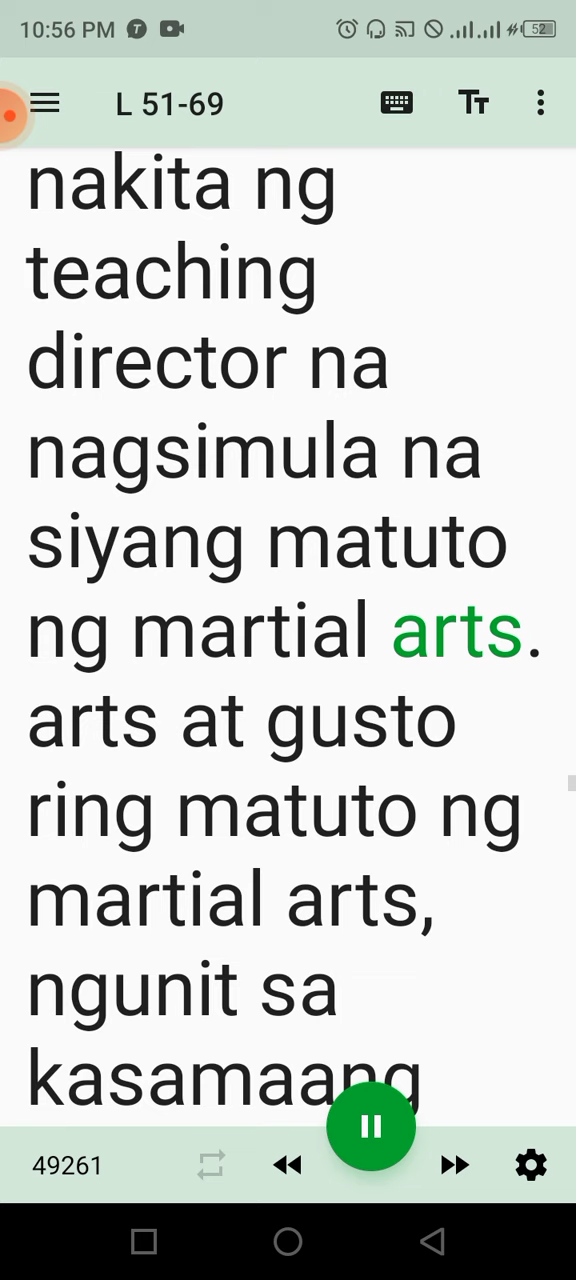 10:56 PM
52
L 51-69
nakita ng
teaching
director na
nagsimula na
siyang matuto
ng martial arts.
arts at gusto
ring matuto ng
martial arts,
ngunit sa
kasamaang
49261